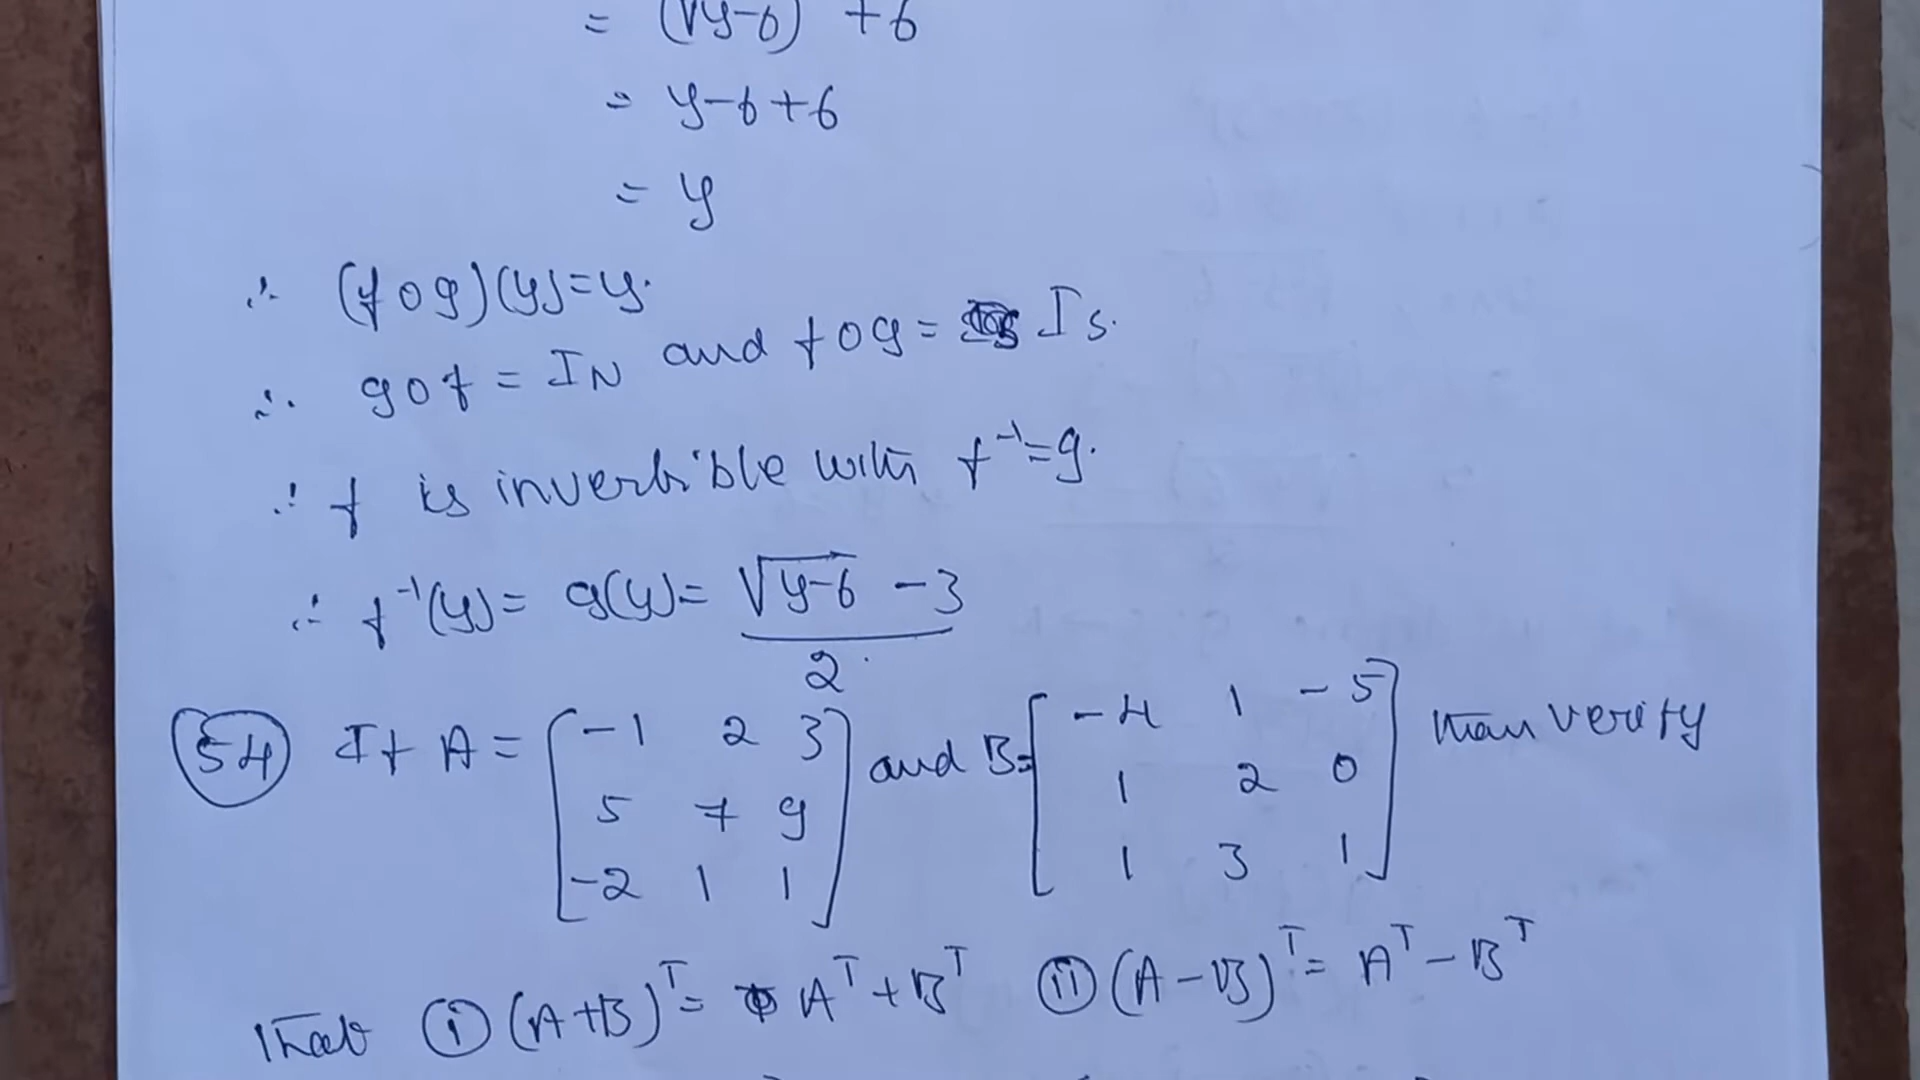 = (√y-6) + 6
= y-6+6
= y
∴ (fog)(y)=y.
∴ gof = IN and fog = Is.
∴ f is invertible with f⁻¹=g.
∴ f⁻¹(y) = g(y) = √y-6 - 3
2
54 If A = [-1 2 3 5 7 9 -2 1 1] and B= [-4 1 -5 1 2 0 1 3 1] then verify
that (i) (A+B)ᵀ = Aᵀ + Bᵀ (ii) (A-B)ᵀ = Aᵀ - Bᵀ